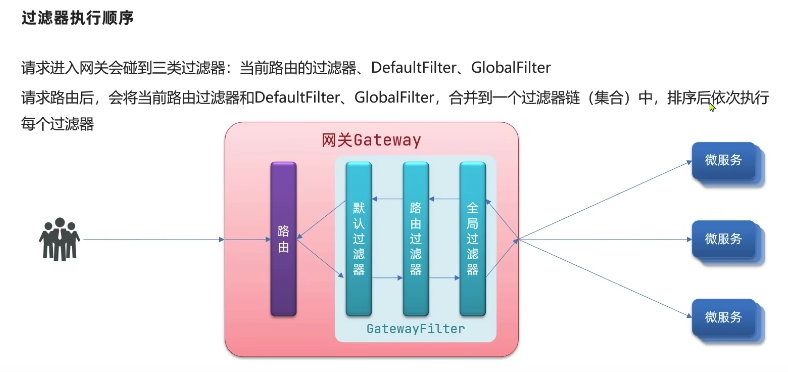 过滤器执行顺序
请求进入网关会碰到三类过滤器：当前路由的过滤器、DefaultFilter、GlobalFilter
请求路由后，会将当前路由过滤器和DefaultFilter、GlobalFilter，合并到一个过滤器链（集合）中，排序后依次执行
每个过滤器
网关Gateway
路由
默认过滤器
路由过滤器
全局过滤器
GatewayFilter
微服务
微服务
微服务